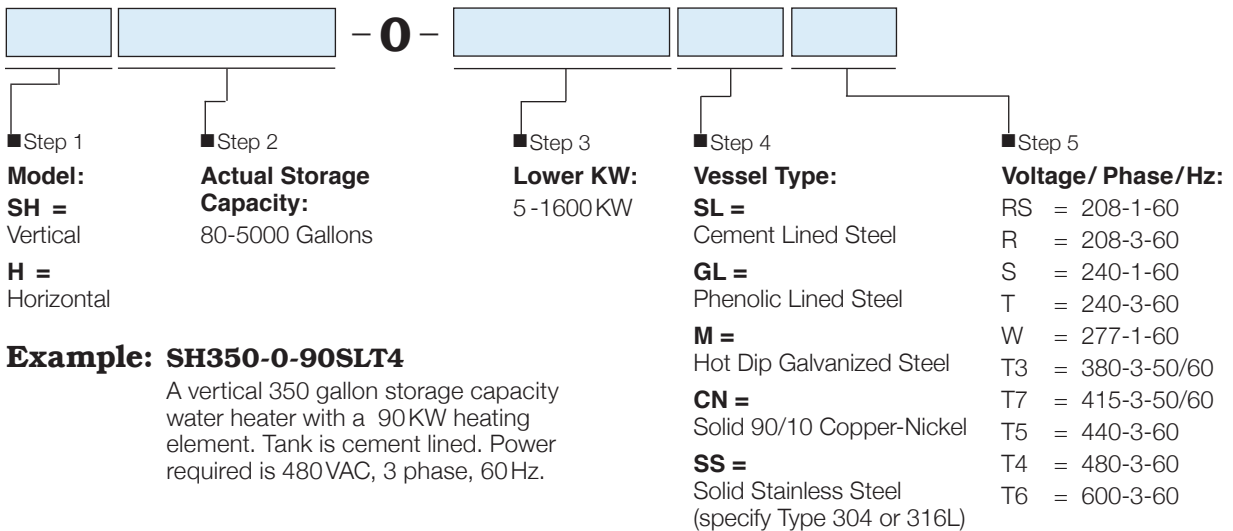 – 0 –
■ Step 1
Model:
SH =
Vertical
H =
Horizontal
■ Step 2
Actual Storage
Capacity:
80-5000 Gallons
■ Step 3
Lower KW:
5 -1600 KW
■ Step 4
Vessel Type:
SL =
Cement Lined Steel
GL =
Phenolic Lined Steel
M =
Hot Dip Galvanized Steel
CN =
Solid 90/10 Copper-Nickel
SS =
Solid Stainless Steel
(specify Type 304 or 316L)
■ Step 5
Voltage/ Phase/Hz:
RS = 208-1-60
R = 208-3-60
S = 240-1-60
T = 240-3-60
W = 277-1-60
T3 = 380-3-50/60
T7 = 415-3-50/60
T5 = 440-3-60
T4 = 480-3-60
T6 = 600-3-60
Example: SH350-0-90SLT4
A vertical 350 gallon storage capacity
water heater with a 90 KW heating
element. Tank is cement lined. Power
required is 480 VAC, 3 phase, 60 Hz.